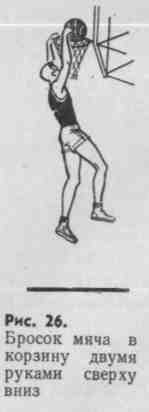 Рис. 26.
Бросок мяча в
корзину двумя
руками сверху
вниз